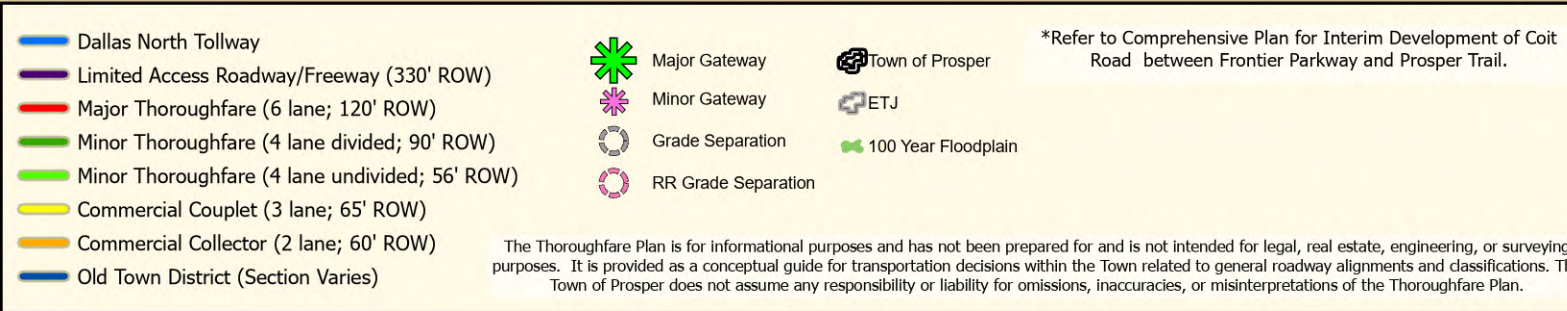 Dallas North Tollway
Limited Access Roadway/Freeway (330' ROW)
Major Thoroughfare (6 lane; 120' ROW)
Minor Thoroughfare (4 lane divided; 90' ROW)
Minor Thoroughfare (4 lane undivided; 56' ROW)
Commercial Couplet (3 lane; 65' ROW)
Commercial Collector (2 lane; 60' ROW)
Old Town District (Section Varies)
Major Gateway
Minor Gateway
Grade Separation
RR Grade Separation
Town of Prosper
ETJ
100 Year Floodplain
*Refer to Comprehensive Plan for Interim Development of Coit
Road between Frontier Parkway and Prosper Trail.
The Thoroughfare Plan is for informational purposes and has not been prepared for and is not intended for legal, real estate, engineering, or surveying
purposes. It is provided as a conceptual guide for transportation decisions within the Town related to general roadway alignments and classifications.
Town of Prosper does not assume any responsibility or liability for omissions, inaccuracies, or misinterpretations of the Thoroughfare Plan.